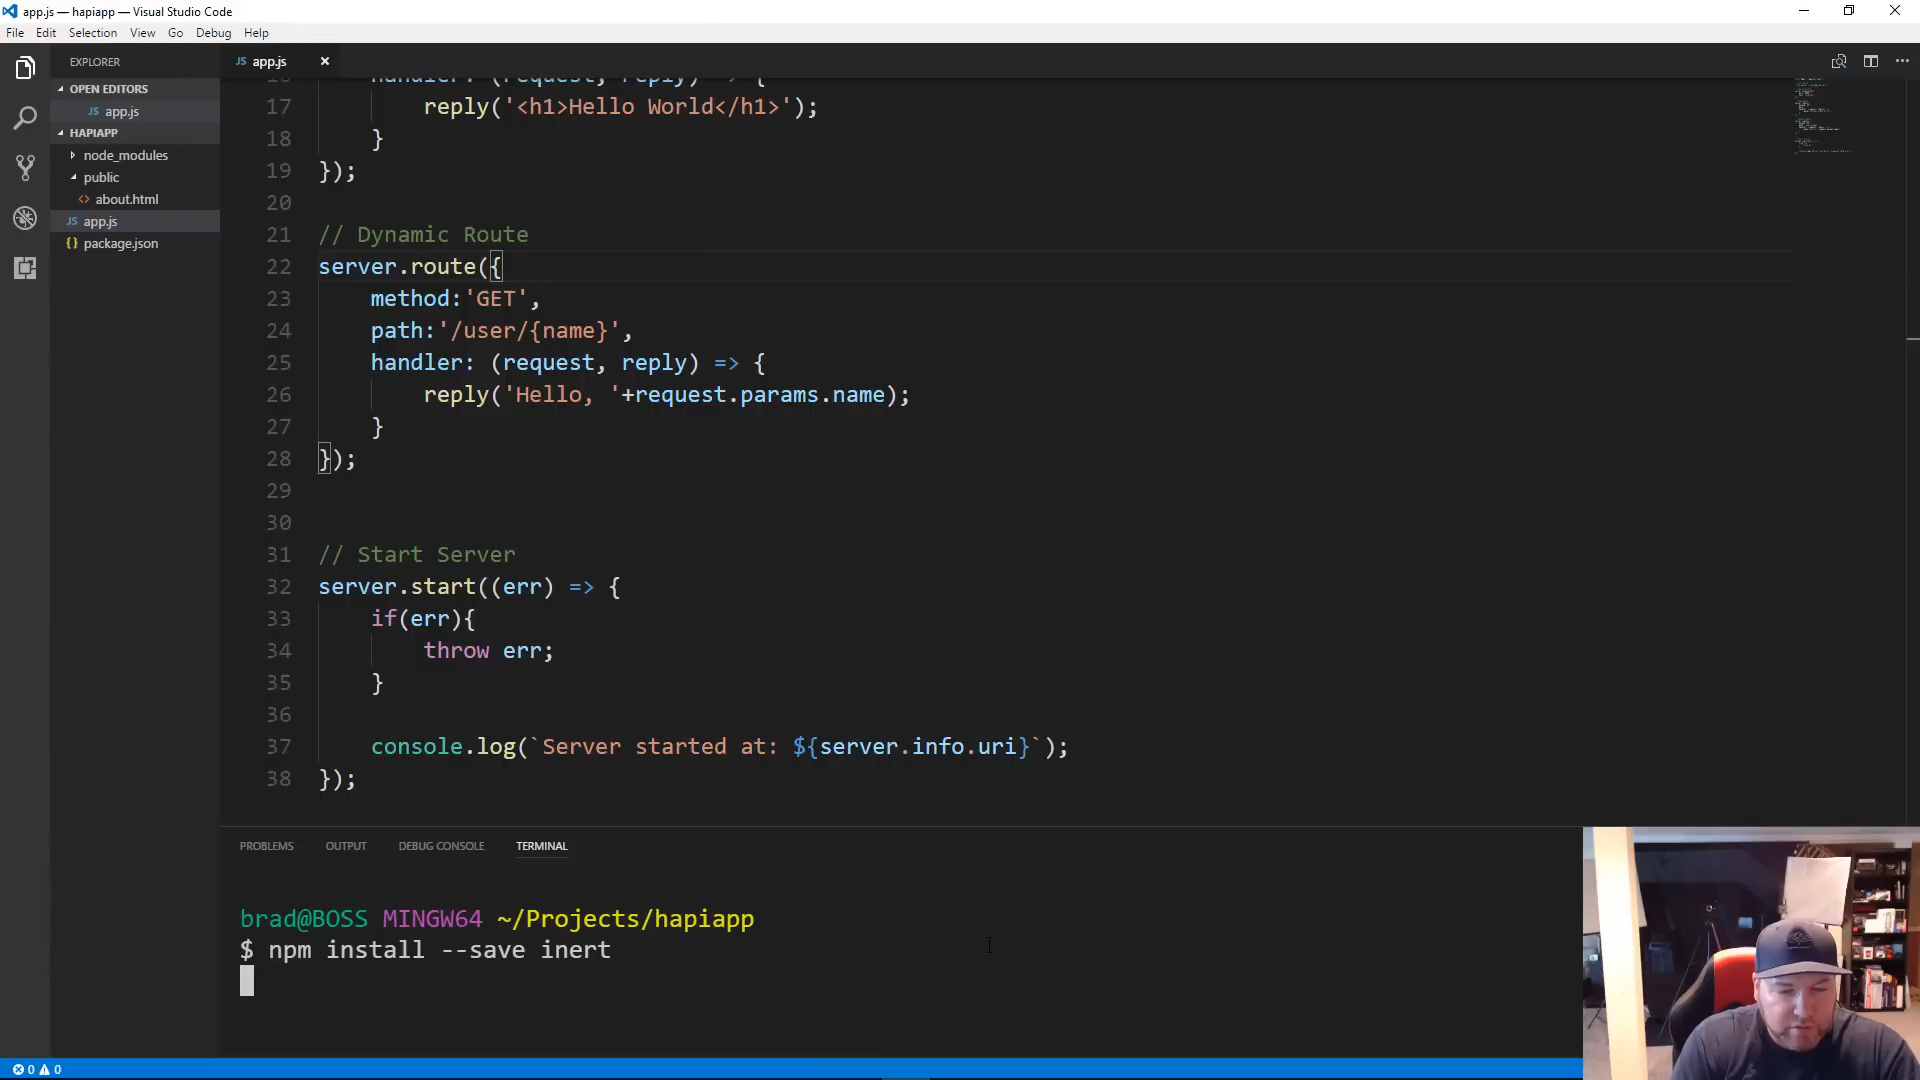 app.js — hapiapp — Visual Studio Code
File Edit Selection View Go Debug Help
EXPLORER
OPEN EDITORS
JS app.js
HAPIAPP
node_modules
public
<> about.html
JS app.js
{} package.json
JS app.js
16 handler: (request, reply) => {
17 reply('<h1>Hello World</h1>');
18 }
19 });
20
21 // Dynamic Route
22 server.route({
23 method:'GET',
24 path:'/user/{name}',
25 handler: (request, reply) => {
26 reply('Hello, '+request.params.name);
27 }
28 });
29
30
31 // Start Server
32 server.start((err) => {
33 if(err){
34 throw err;
35 }
36
37 console.log(`Server started at: ${server.info.uri}`);
38 });
PROBLEMS OUTPUT DEBUG CONSOLE TERMINAL
brad@BOSS MINGW64 ~/Projects/hapiapp
$ npm install --save inert
0 0